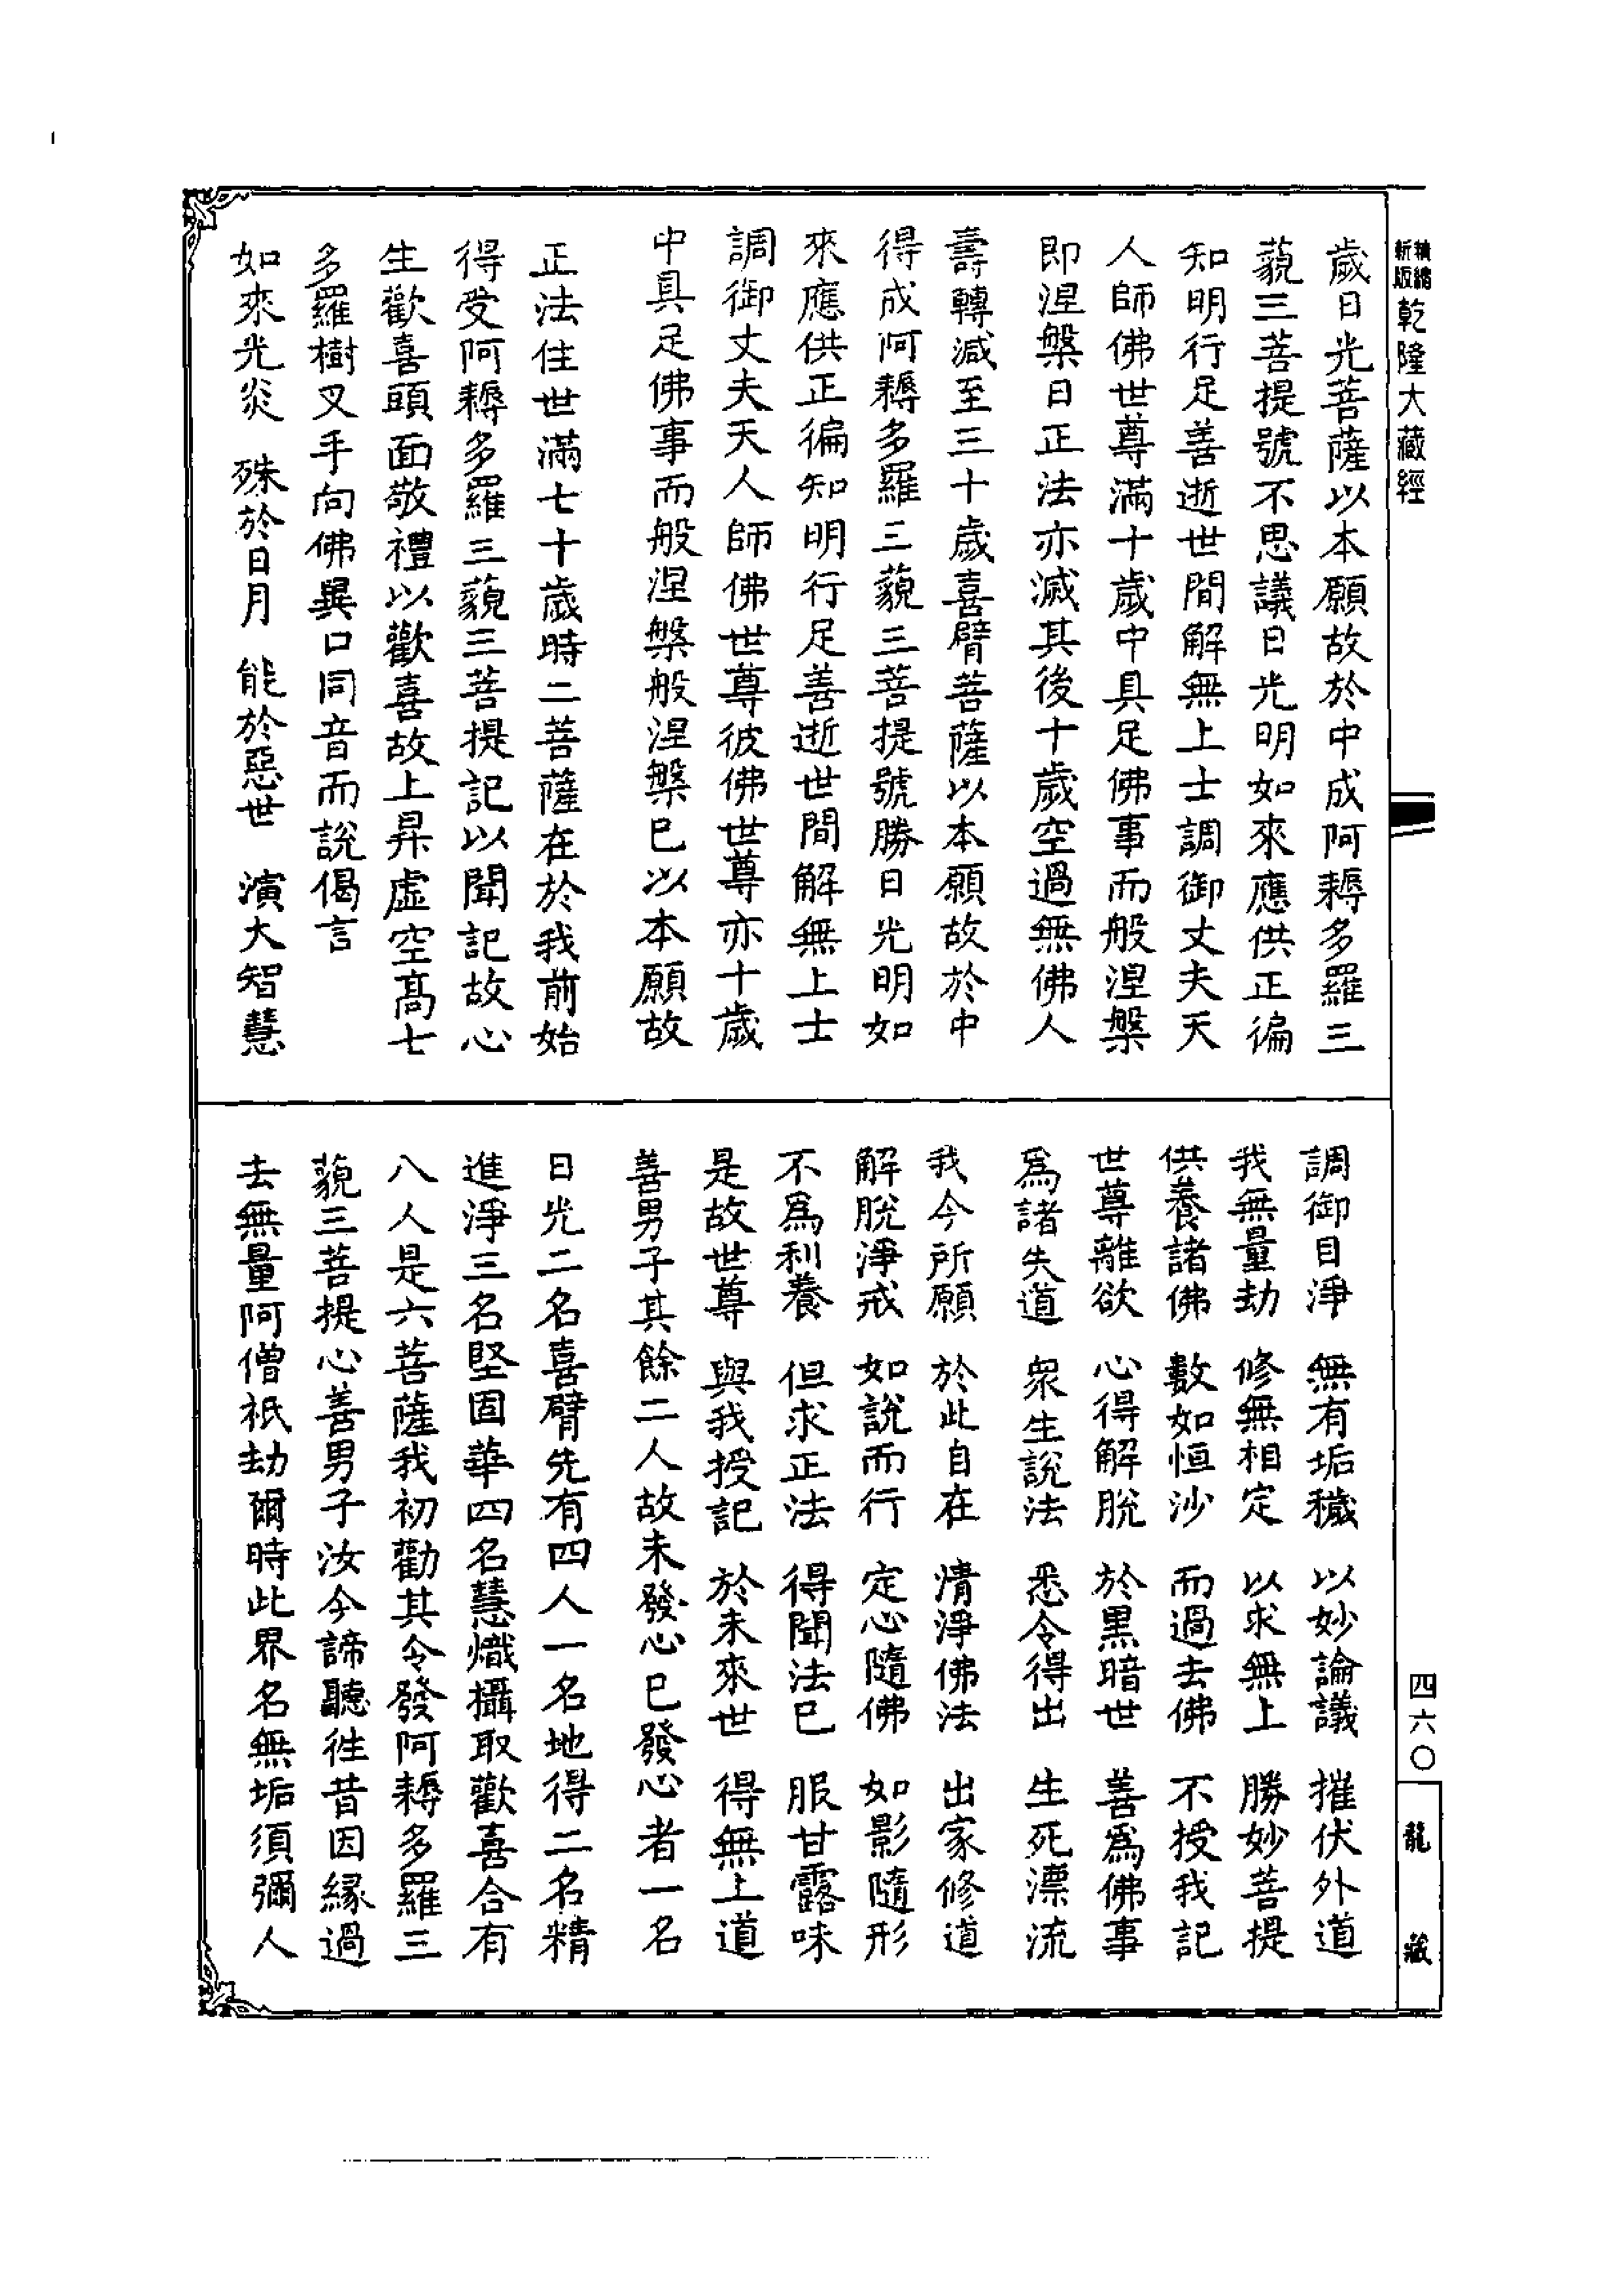 精縮新版乾隆大藏經
歲日光菩薩以本願故於中成阿耨多羅三
藐三菩提號不思議日光明如來應供正徧
知明行足善逝世間解無上士調御丈夫天
人師佛世尊滿十歲中具足佛事而般涅槃
即涅槃日正法亦滅其後十歲空過無佛人
壽轉減至三十歲喜臂菩薩以本願故於中
得成阿耨多羅三藐三菩提號勝日光明如
來應供正徧知明行足善逝世間解無上士
調御丈夫天人師佛世尊彼佛世尊亦十歲
中具足佛事而般涅槃般涅槃已以本願故
正法住世滿七十歲時二菩薩在於我前始
得受阿耨多羅三藐三菩提記以聞記故心
生歡喜頭面敬禮以歡喜故上昇虛空高七
多羅樹叉手向佛異口同音而說偈言
如來光炎　殊於日月　能於惡世　演大智慧
調御目淨　無有垢穢　以妙論議　摧伏外道
我無量劫　修無相定　以求無上　勝妙菩提
供養諸佛　數如恒沙　而過去佛　不授我記
世尊離欲　心得解脫　於黑暗世　善為佛事
為諸失道　眾生說法　悉令得出　生死漂流
我今所願　於此自在　清淨佛法　出家修道
解脫淨戒　如說而行　定心隨佛　如影隨形
不為利養　但求正法　得聞法已　服甘露味
是故世尊　與我授記　於未來世　得無上道
善男子其餘二人故未發心已發心者一名
日光二名喜臂先有四人一名地得二名精
進淨三名堅固華四名慧熾攝取歡喜合有
八人是六菩薩我初勸其令發阿耨多羅三
藐三菩提心善男子汝今諦聽往昔因緣過
去無量阿僧祇劫爾時此界名無垢須彌人
四六〇
龍藏